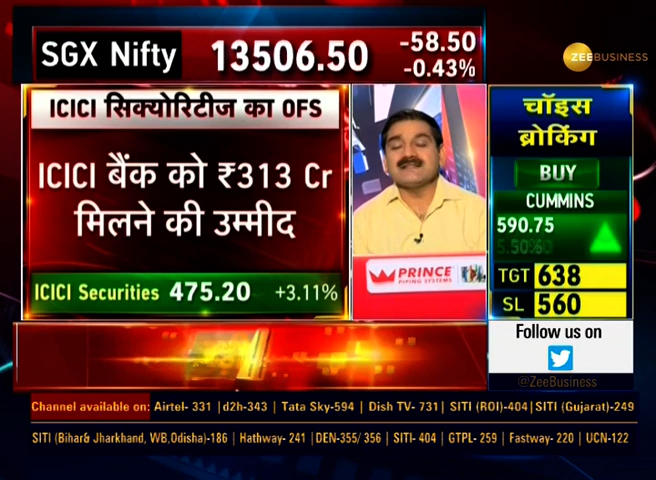 SGX Nifty 13506.50 -58.50
-0.43%
ZEEBUSINESS
ICICI सिक्योरिटीज का OFS
ICICI बैंक को ₹313 Cr
मिलने की उम्मीद
ICICI Securities 475.20 +3.11%
PRINCE
PIPING SYSTEMS
चॉइस
ब्रोकिंग
BUY
CUMMINS
590.75
5.50%
TGT 638
SL 560
Follow us on
@ZeeBusiness
Channel available on: Airtel- 331 | d2h-343 | Tata Sky-594 | Dish TV- 731| SITI (ROI)-404| SITI (Gujarat)-249
SITI (Bihar& Jharkhand, WB,Odisha)-186 | Hathway- 241 |DEN-355/ 356 | SITI- 404 | GTPL- 259 | Fastway- 220 | UCN-122